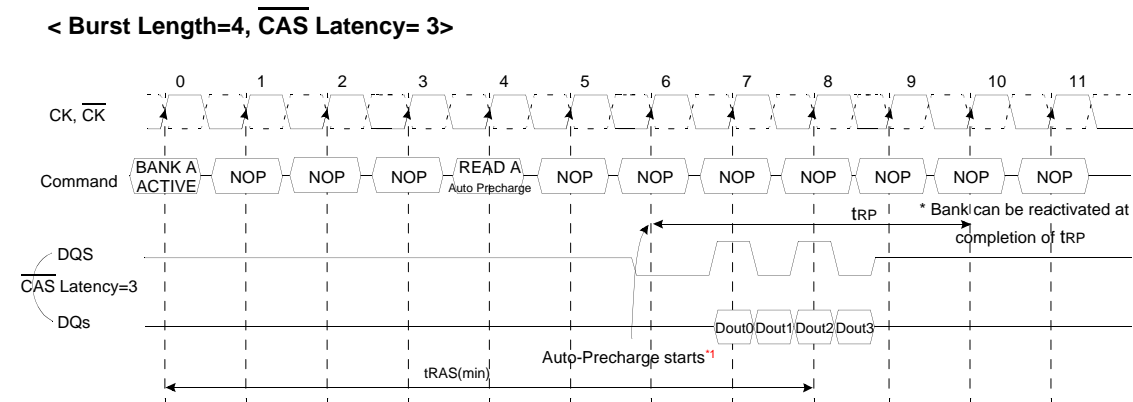 < Burst Length=4, CAS Latency= 3>
0 1 2 3 4 5 6 7 8 9 10 11
CK, CK
Command
BANK A
ACTIVE
NOP NOP NOP
READ A
Auto Precharge
NOP NOP NOP NOP NOP NOP NOP
tRP
* Bank can be reactivated at
completion of tRP
DQS
CAS Latency=3
DQs
Dout0 Dout1 Dout2 Dout3
Auto-Precharge starts*1
tRAS(min)